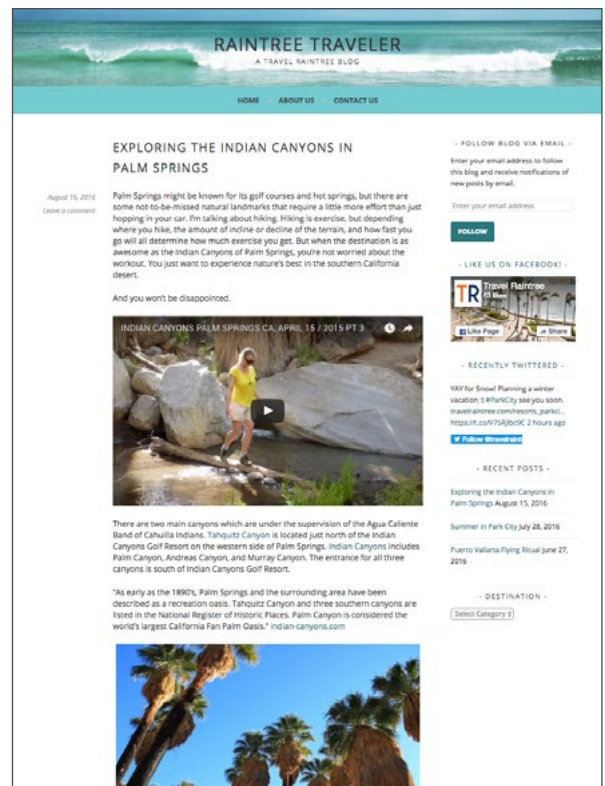 RAINTREE TRAVELER
A TRAVEL RAINTREE BLOG
HOME
ABOUT US
CONTACT US
EXPLORING THE INDIAN CANYONS IN
PALM SPRINGS
August 15, 2016
Leave a comment
Palm Springs might be known for its golf courses and hot springs, but there are
some not-to-be-missed natural landmarks that require a little more effort than just
hopping in your car. I'm talking about hiking. Hiking is exercise, but depending
where you hike, the amount of incline or decline of the terrain, and how fast you
go will all determine how much exercise you get. But when the destination is as
awesome as the Indian Canyons of Palm Springs, you're not worried about the
workout. You just want to experience nature's best in the southern California
desert.
And you won't be disappointed.
INDIAN CANYONS PALM SPRINGS CA, APRIL 15 / 2015 PT 3
There are two main canyons which are under the supervision of the Agua Caliente
Band of Cahuilla Indians. Tahquitz Canyon is located just north of the Indian
Canyons Golf Resort on the western side of Palm Springs. Indian Canyons includes
Palm Canyon, Andreas Canyon, and Murray Canyon. The entrance for all three
canyons is south of Indian Canyons Golf Resort.
"As early as the 1890's, Palm Springs and the surrounding area have been
described as a recreation oasis. Tahquitz Canyon and three southern canyons are
listed in the National Register of Historic Places. Palm Canyon is considered the
world's largest California Fan Palm Oasis." indian-canyons.com
- FOLLOW BLOG VIA EMAIL -
Enter your email address to follow
this blog and receive notifications of
new posts by email.
Enter your email address
FOLLOW
- LIKE US ON FACEBOOK! -
TR
Travel Raintree
likes
Like Page
Share
- RECENTLY TWITTERED -
YAY for Snow! Planning a winter
vacation :) #ParkCity see you soon.
travelraintree.com/resorts_parkci...
2 hours ago
Follow @travelraint
- RECENT POSTS -
Exploring the Indian Canyons in
Palm Springs August 15, 2016
Summer in Park City July 28, 2016
Puerto Vallarta Flying Ritual June 27,
2016
- DESTINATION -
Select Category